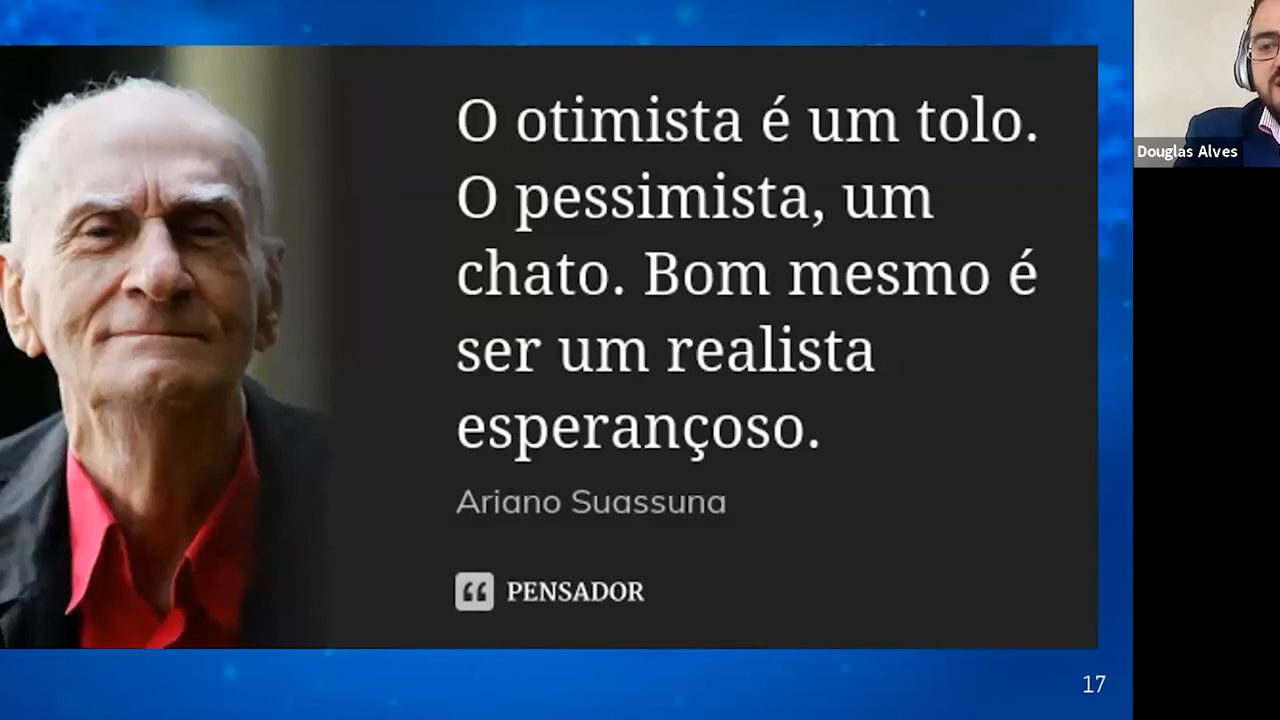 O otimista é um tolo.
O pessimista, um
chato. Bom mesmo é
ser um realista
esperançoso.
Ariano Suassuna
PENSADOR
17
Douglas Alves